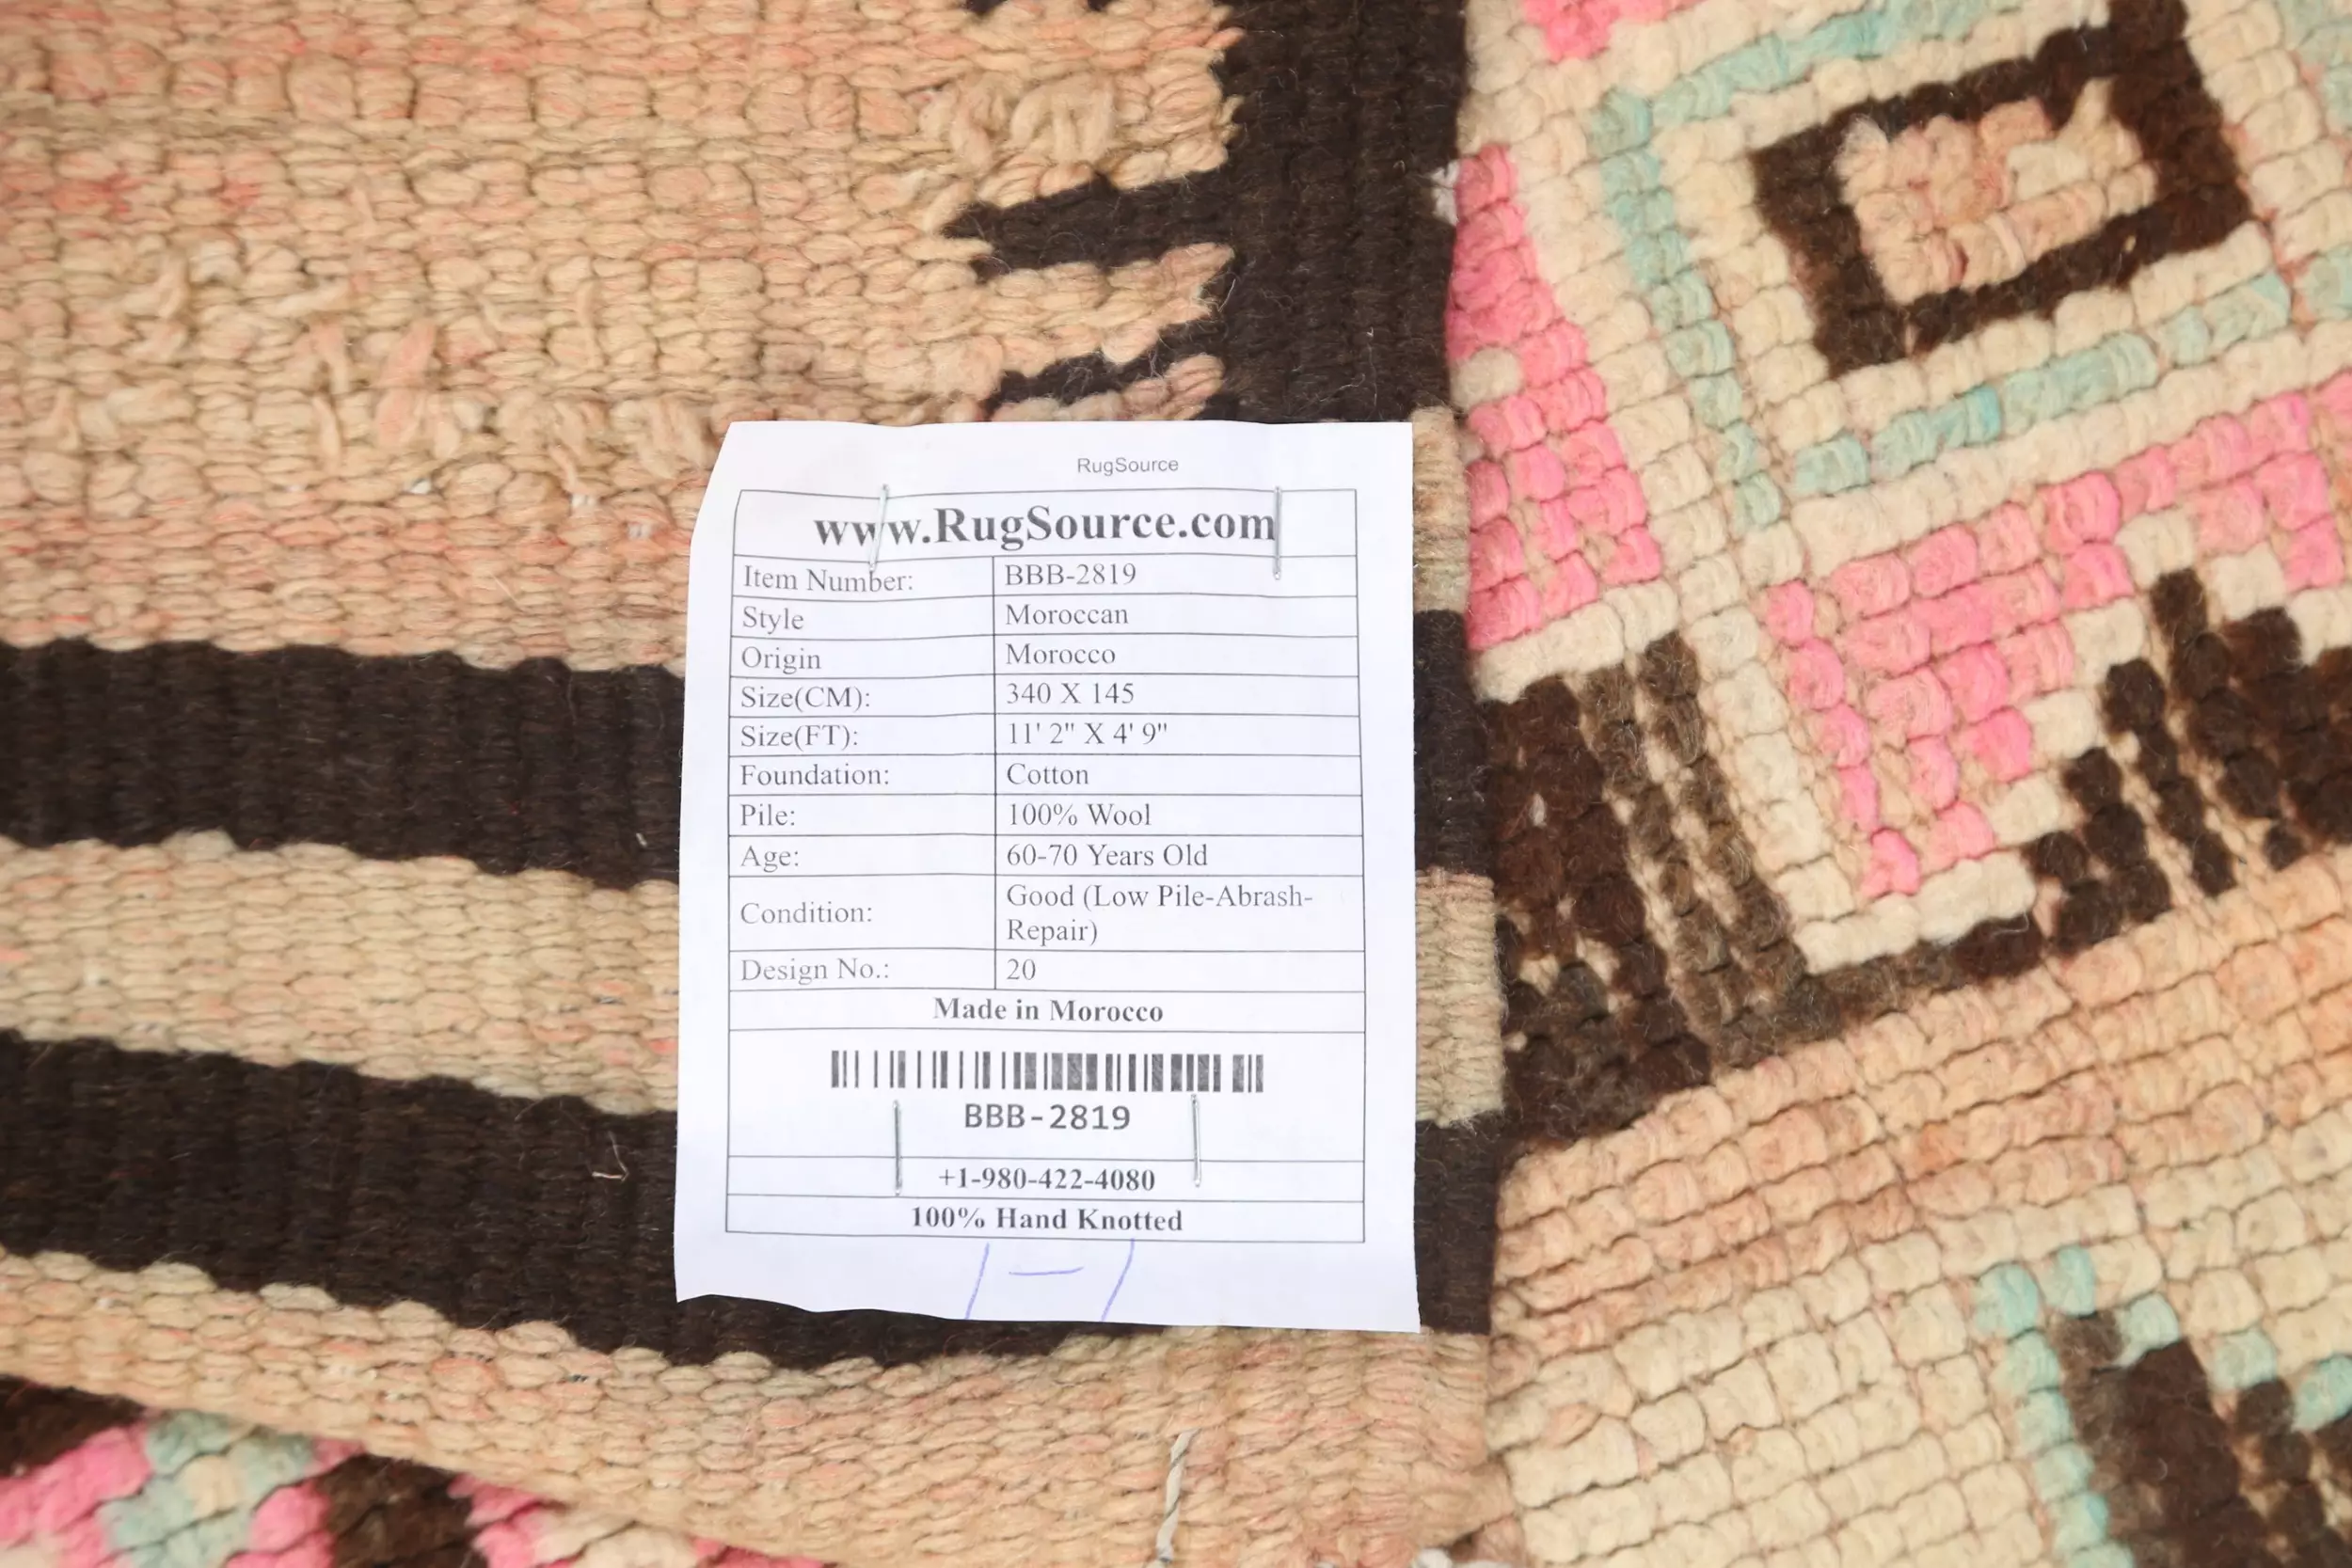 RugSource
www.RugSource.com
Item Number: BBB-2819
Style Moroccan
Origin Morocco
Size(CM): 340 X 145
Size(FT): 11' 2" X 4' 9"
Foundation: Cotton
Pile: 100% Wool
Age: 60-70 Years Old
Condition: Good (Low Pile-Abrash-
Repair)
Design No.: 20
Made in Morocco
BBB-2819
+1-980-422-4080
100% Hand Knotted